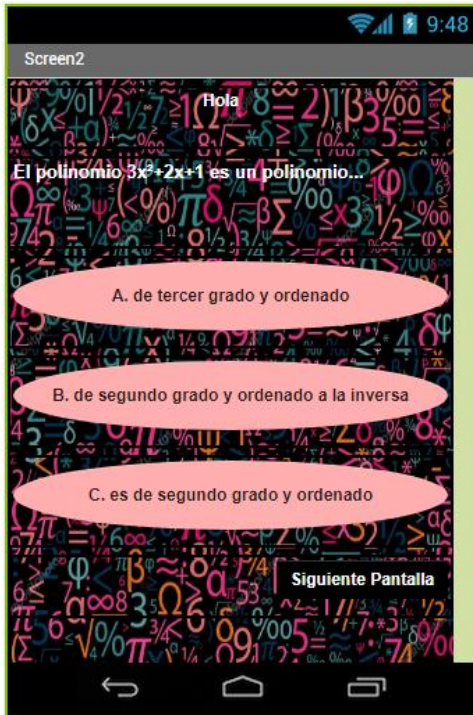 9:48
Screen2
Hola
El polinomio 3x²+2x+1 es un polinomio...
A. de tercer grado y ordenado
B. de segundo grado y ordenado a la inversa
C. es de segundo grado y ordenado
Siguiente Pantalla